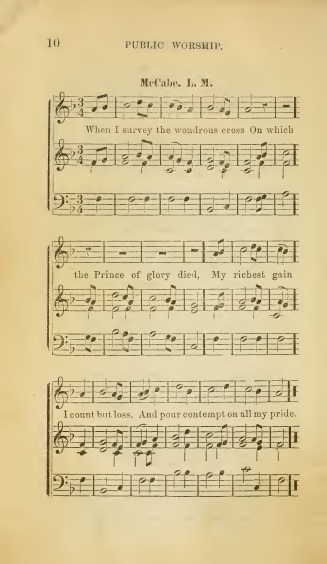 10
PUBLIC WORSHIP.
McCabe. L. M.
When I survey the wondrous cross On which
the Prince of glory died, My richest gain
I count but loss, And pour contempt on all my pride.